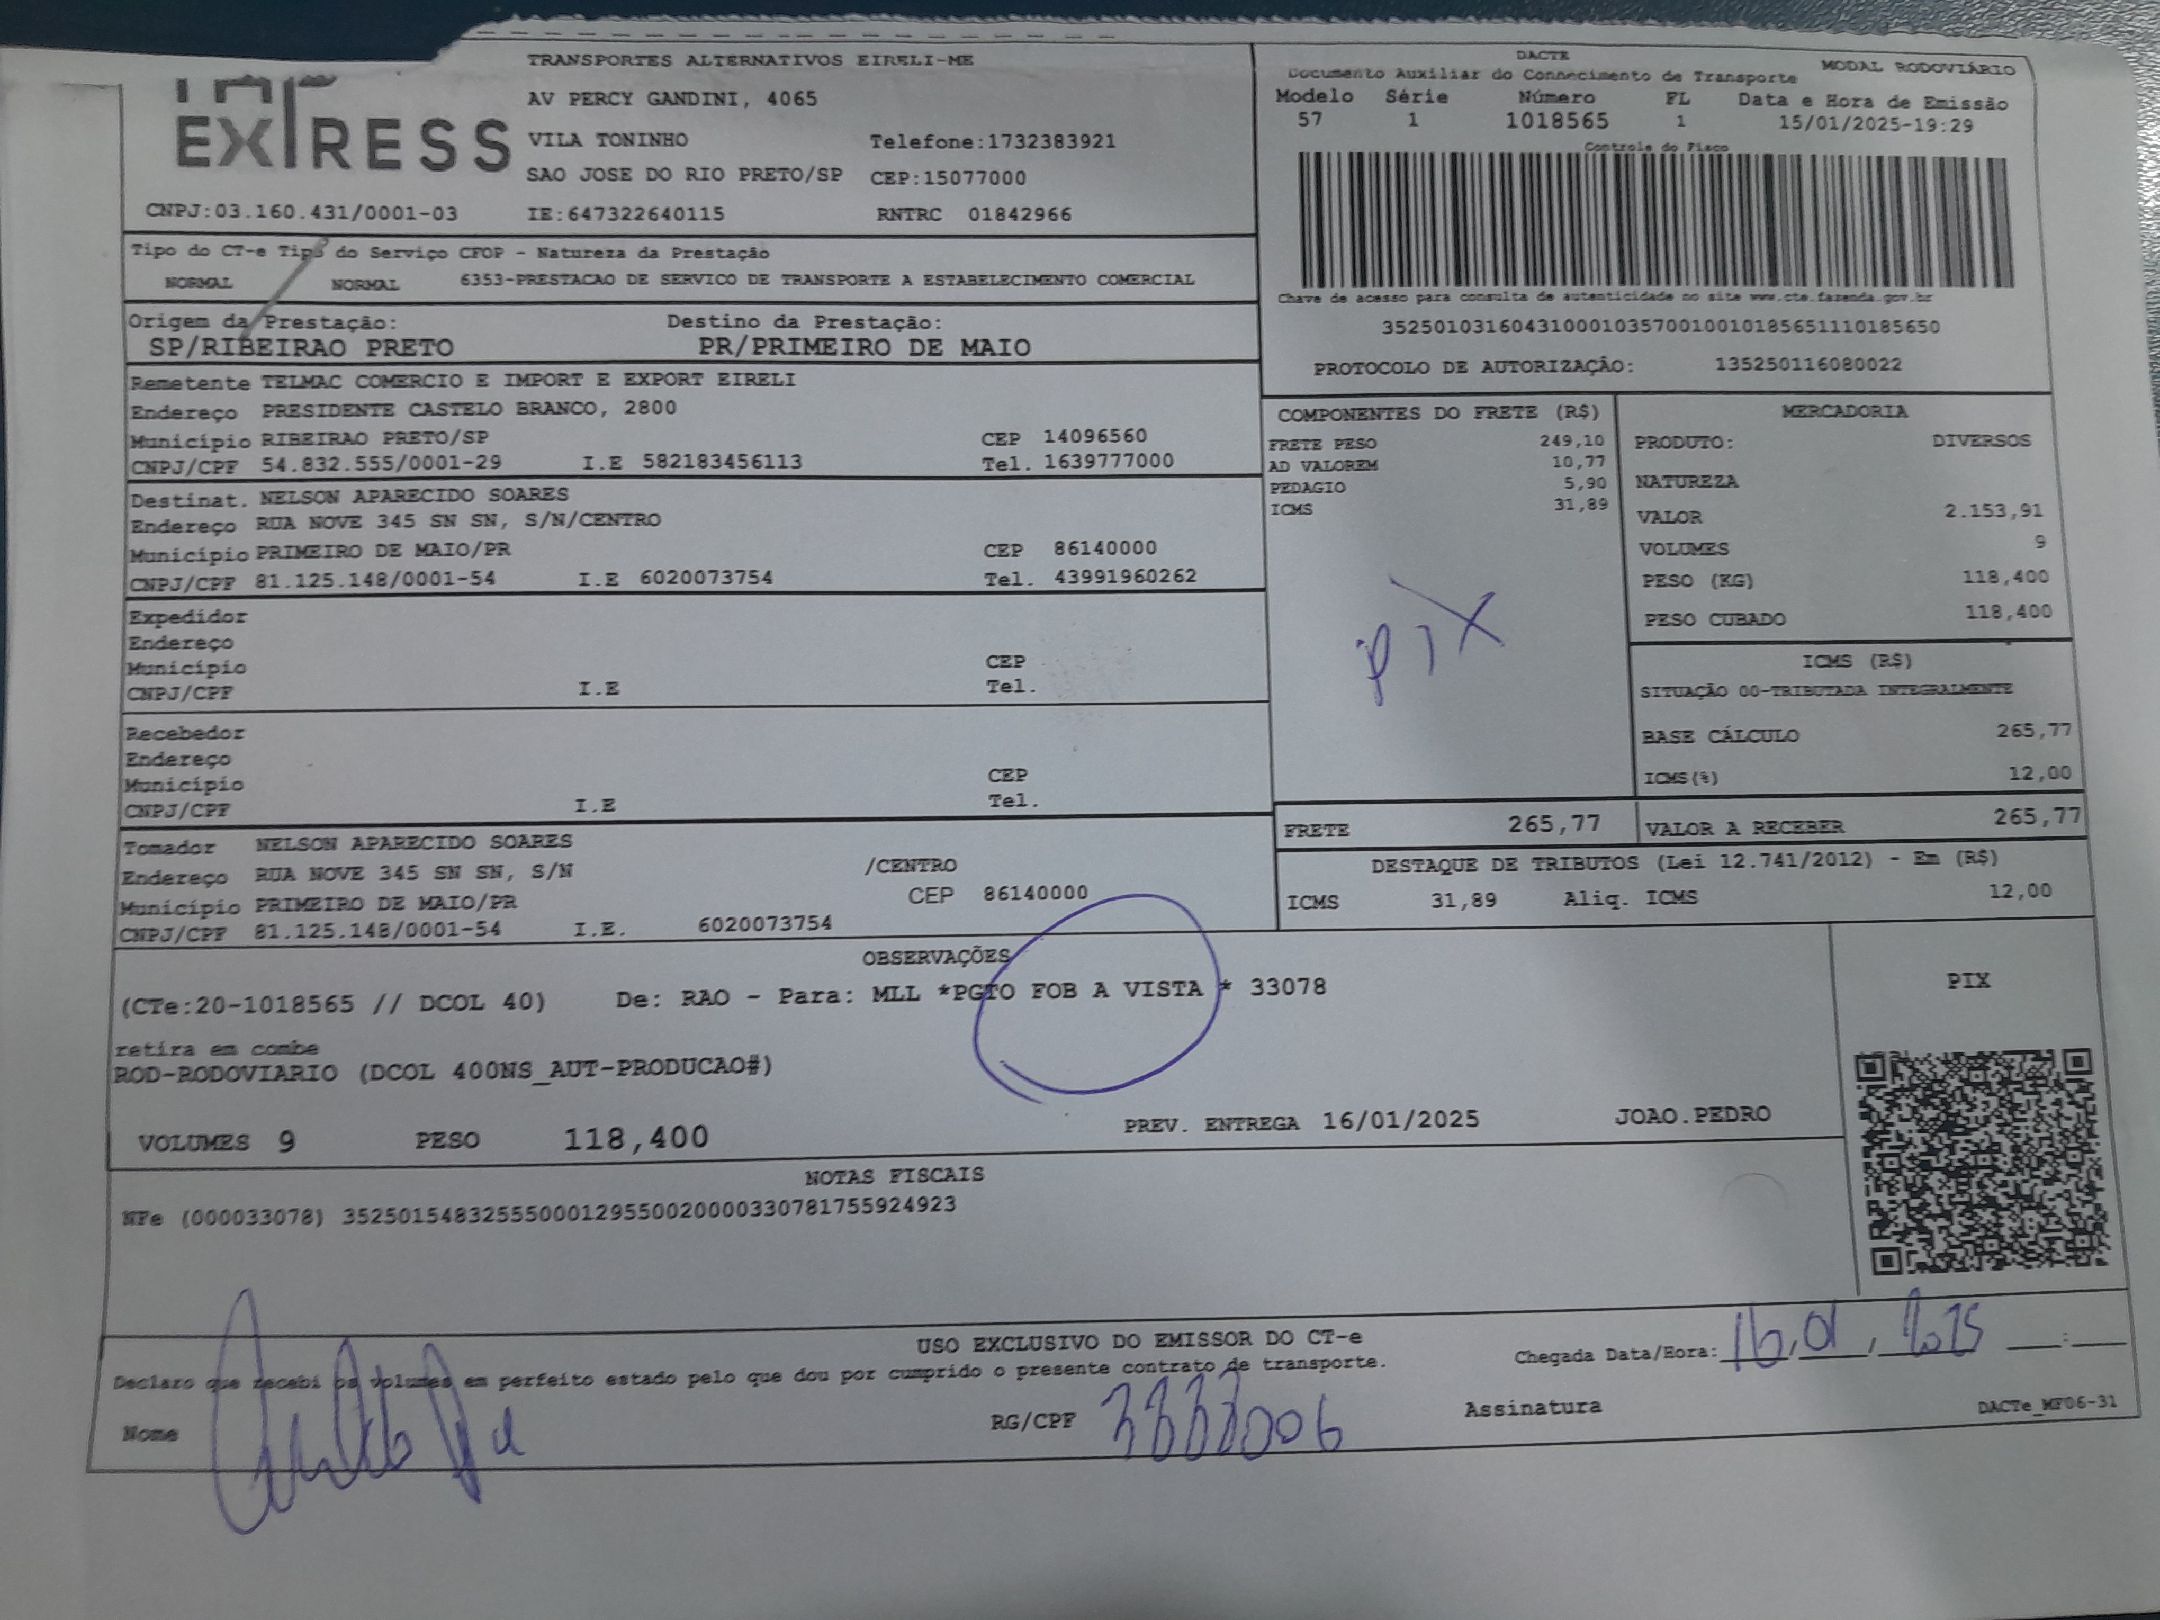 EXPRESS
TRANSPORTES ALTERNATIVOS EIRELI-ME
AV PERCY GANDINI, 4065
VILA TONINHO Telefone:1732383921
SAO JOSE DO RIO PRETO/SP CEP:15077000
CNPJ:03.160.431/0001-03 IE:647322640115 RNTRC 01842966
DACTE
Documento Auxiliar do Conhecimento de Transporte MODAL RODOVIÁRIO
Modelo Série Número FL Data e Hora de Emissão
57 1 1018565 1 15/01/2025-19:29
Controle do Fisco
Chave de acesso para consulta de autenticidade no site www.cte.fazenda.gov.br
35250103160431000103570010010185651110185650
PROTOCOLO DE AUTORIZAÇÃO: 135250116080022
Tipo do CT-e Tipo do Serviço CFOP - Natureza da Prestação
NORMAL NORMAL 6353-PRESTACAO DE SERVICO DE TRANSPORTE A ESTABELECIMENTO COMERCIAL
Origem da Prestação: Destino da Prestação:
SP/RIBEIRAO PRETO PR/PRIMEIRO DE MAIO
Remetente TELMAC COMERCIO E IMPORT E EXPORT EIRELI
Endereço PRESIDENTE CASTELO BRANCO, 2800
Município RIBEIRAO PRETO/SP CEP 14096560
CNPJ/CPF 54.832.555/0001-29 I.E 582183456113 Tel. 1639777000
Destinat. NELSON APARECIDO SOARES
Endereço RUA NOVE 345 SN SN, S/N/CENTRO
Município PRIMEIRO DE MAIO/PR CEP 86140000
CNPJ/CPF 81.125.148/0001-54 I.E 6020073754 Tel. 43991960262
Expedidor
Endereço
Município CEP
CNPJ/CPF I.E Tel.
Recebedor
Endereço
Município CEP
CNPJ/CPF I.E Tel.
Tomador NELSON APARECIDO SOARES
Endereço RUA NOVE 345 SN SN, S/N /CENTRO
Município PRIMEIRO DE MAIO/PR CEP 86140000
CNPJ/CPF 81.125.148/0001-54 I.E. 6020073754
COMPONENTES DO FRETE (R$)
FRETE PESO 249,10
AD VALOREM 10,77
PEDAGIO 5,90
ICMS 31,89
PIX
MERCADORIA
PRODUTO: DIVERSOS
NATUREZA
VALOR 2.153,91
VOLUMES 9
PESO (KG) 118,400
PESO CUBADO 118,400
ICMS (R$)
SITUAÇÃO 00-TRIBUTADA INTEGRALMENTE
BASE CÁLCULO 265,77
ICMS(%) 12,00
FRETE 265,77 VALOR A RECEBER 265,77
DESTAQUE DE TRIBUTOS (Lei 12.741/2012) - Em (R$)
ICMS 31,89 Aliq. ICMS 12,00
OBSERVAÇÕES
(CTe:20-1018565 // DCOL 40) De: RAO - Para: MLL *PGTO FOB A VISTA * 33078
retira em combe
ROD-RODOVIARIO (DCOL 400NS_AUT-PRODUCAO#)
VOLUMES 9 PESO 118,400 PREV. ENTREGA 16/01/2025 JOAO.PEDRO
PIX
NOTAS FISCAIS
NFe (000033078) 35250154832555000129550020000330781755924923
USO EXCLUSIVO DO EMISSOR DO CT-e
Declaro que recebi os volumes em perfeito estado pelo que dou por cumprido o presente contrato de transporte.
Chegada Data/Hora: 16.01.2025 :
Nome RG/CPF Assinatura
DACTe_MF06-31